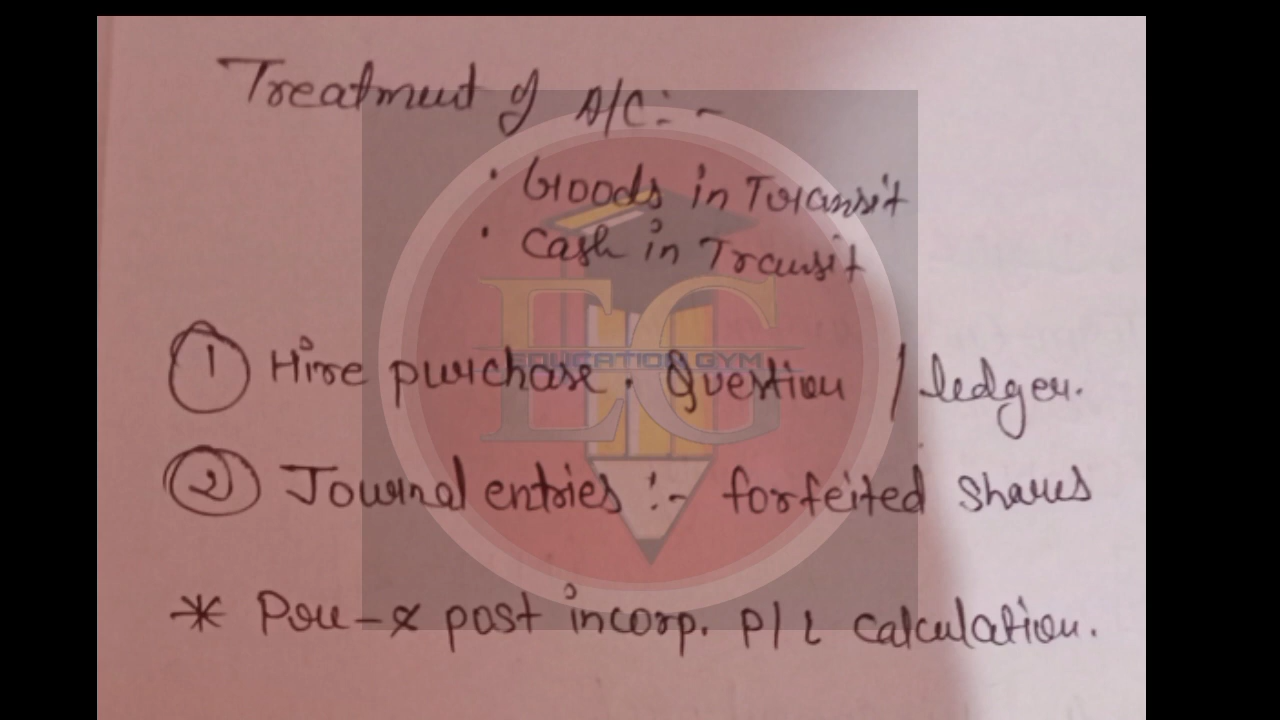 Treatment of A/C:-
• Goods in Transit
• Cash in Transit
① Hire purchase. Question / ledger.
EG
EDUCATION GYM
② Journal entries :- forfeited shares
* Pre- & post incorp. P/L calculation.